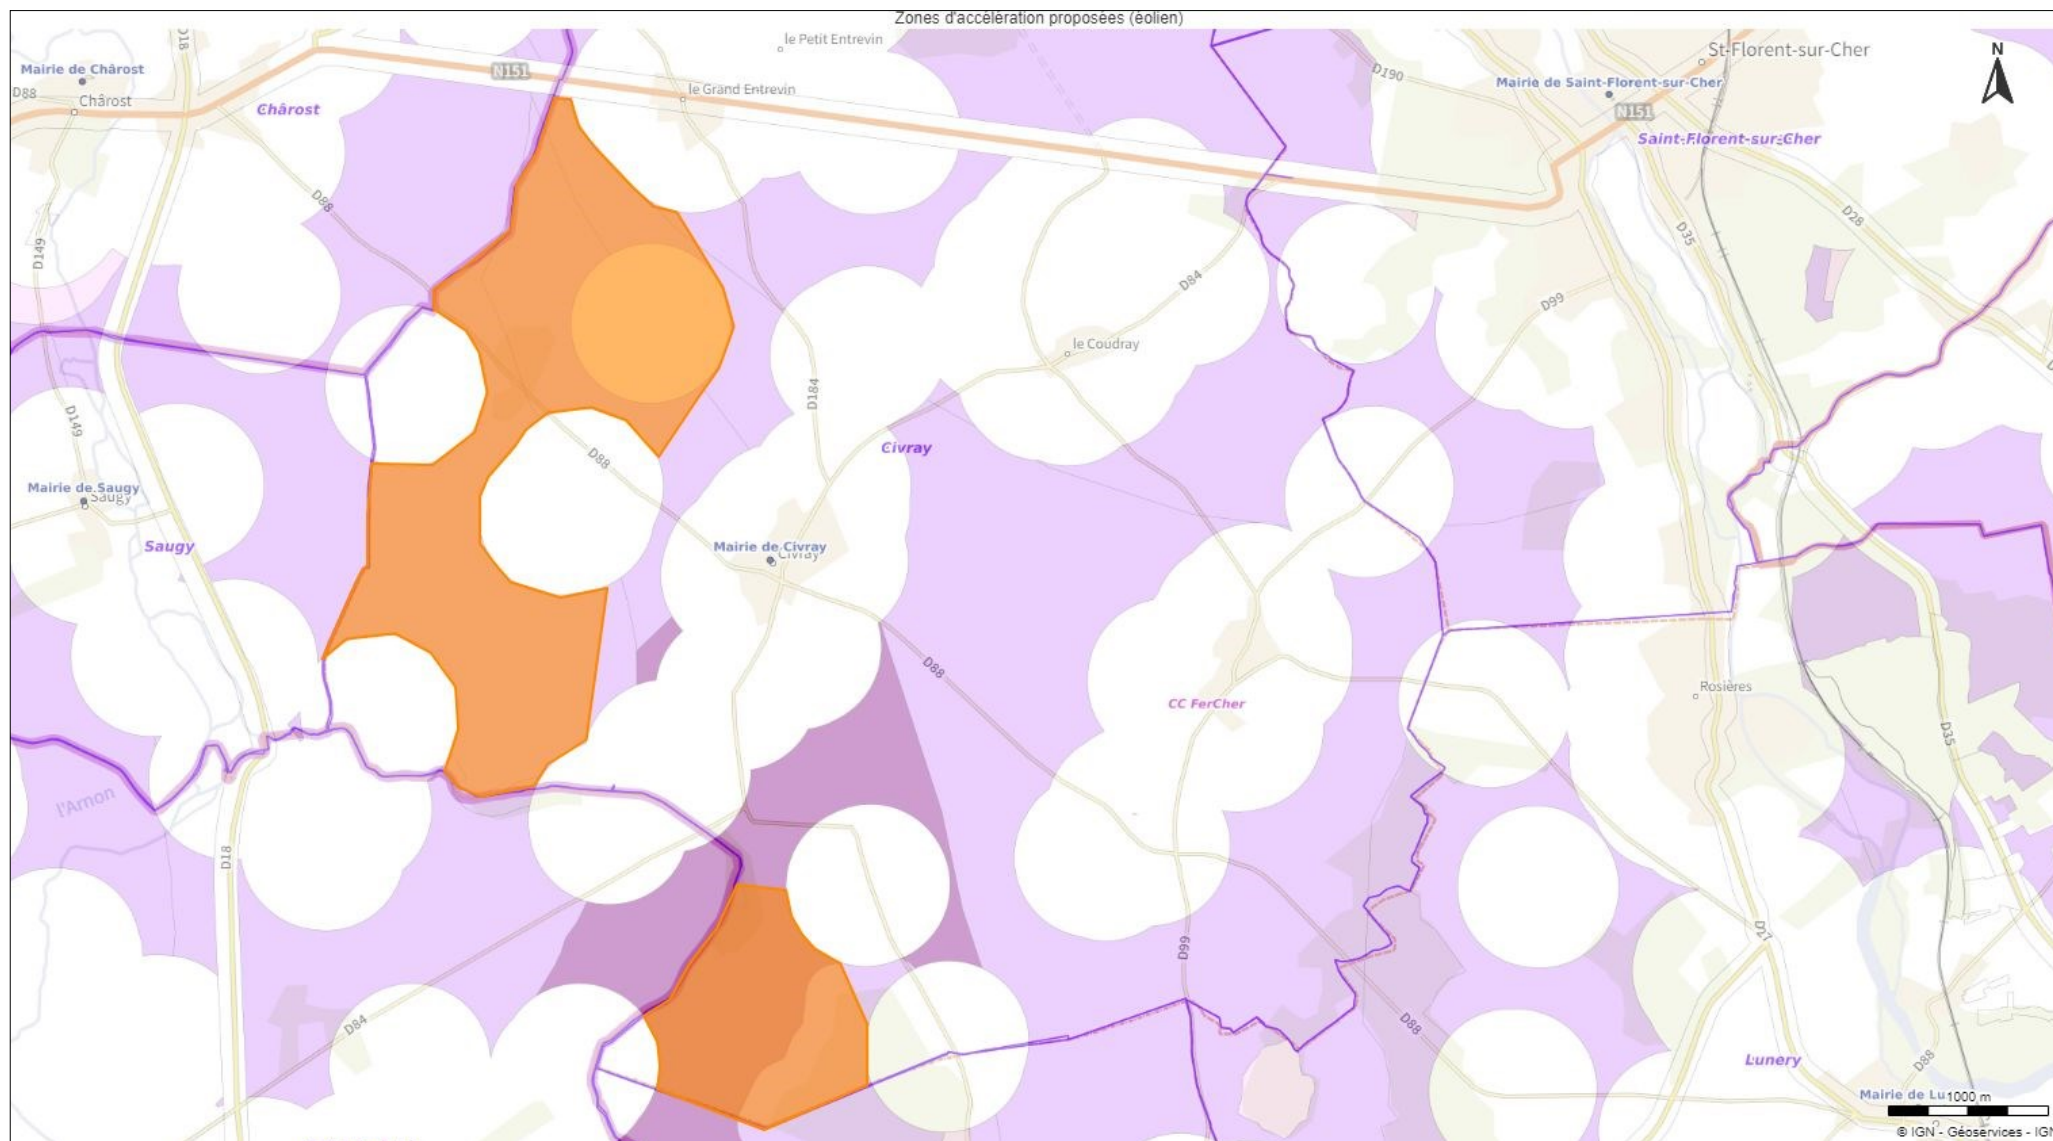 Zones d'accélération proposées (éolien)
le Petit Entrevin
D18
N151
Mairie de Chârost
D88
Chârost
Chârost
le Grand Entrevin
D190
St-Florent-sur-Cher
Mairie de Saint-Florent-sur-Cher
N151
Saint-Florent-sur-Cher
N
D88
D149
D28
D35
D84
D99
le Coudray
D184
D149
D88
Civray
Mairie de Saugy
Saugy
Saugy
Mairie de Civray
Civray
D88
CC FerCher
Rosières
D35
l'Arnon
D18
D99
D27
D84
D88
Lunery
D88
Mairie de Lu
1000 m
© IGN - Géoservices - IGN